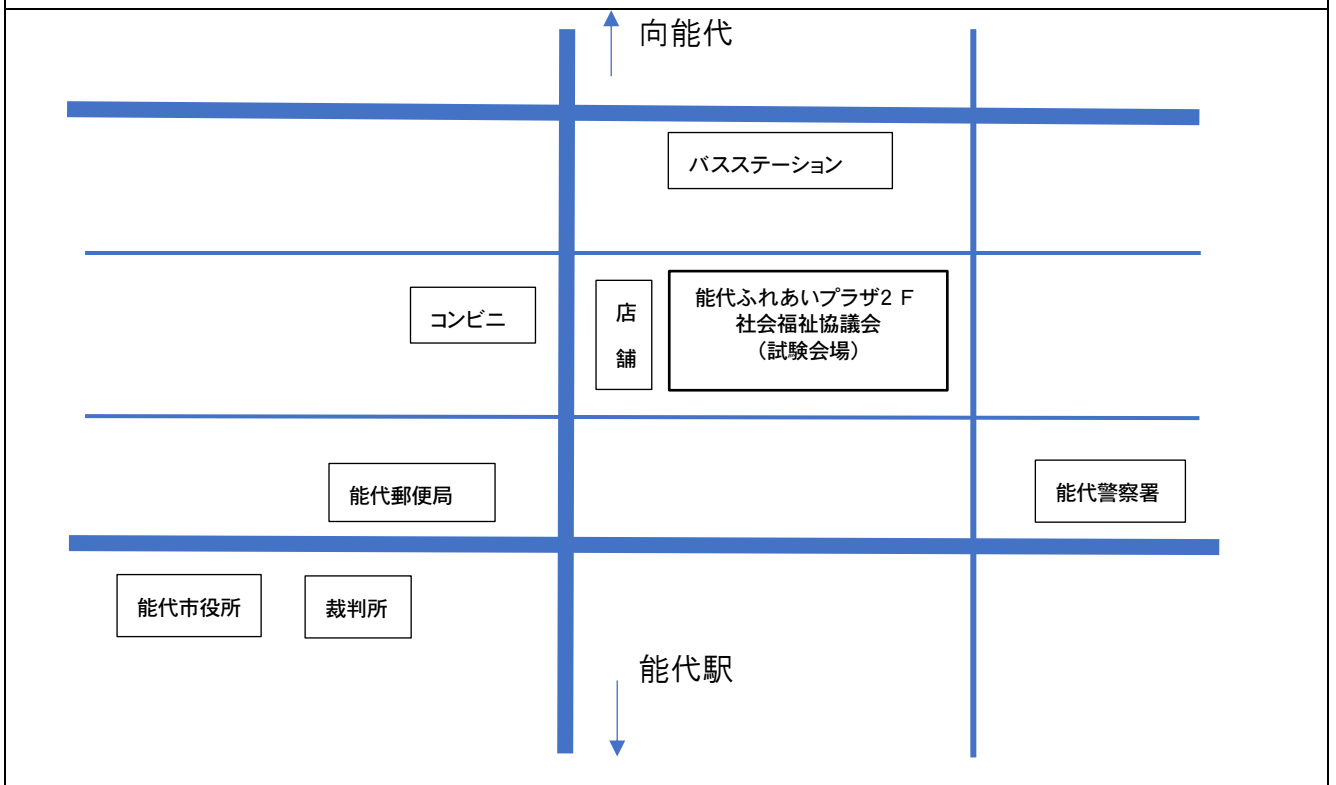 向能代
バスステーション
コンビニ
店
舗
能代ふれあいプラザ2F
社会福祉協議会
（試験会場）
能代郵便局
能代警察署
能代市役所
裁判所
能代駅